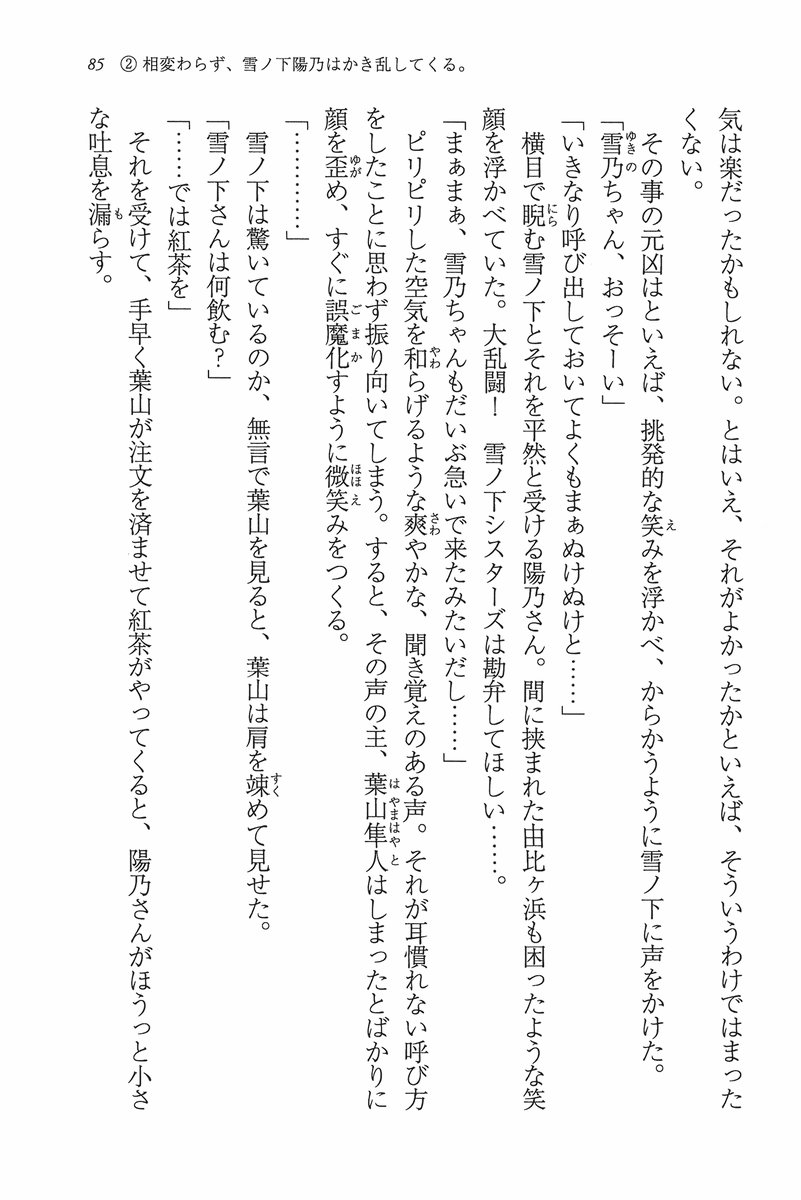 85　② 相変わらず、雪ノ下陽乃はかき乱してくる。
気は楽だったかもしれない。とはいえ、それがよかったかといえば、そういうわけではまった
くない。
　その事の元凶はといえば、挑発的な笑みを浮かべ、からかうように雪ノ下に声をかけた。
「雪乃ちゃん、おっそーい」
「いきなり呼び出しておいてよくもまぁぬけぬけと……」
　横目で睨む雪ノ下とそれを平然と受ける陽乃さん。間に挟まれた由比ヶ浜も困ったような笑
顔を浮かべていた。大乱闘！　雪ノ下シスターズは勘弁してほしい……。
「まぁまぁ、雪乃ちゃんもだいぶ急いで来たみたいだし……」
　ピリピリした空気を和らげるような爽やかな、聞き覚えのある声。それが耳慣れない呼び方
をしたことに思わず振り向いてしまう。すると、その声の主、葉山隼人はしまったとばかりに
顔を歪め、すぐに誤魔化すように微笑みをつくる。
「…………」
　雪ノ下は驚いているのか、無言で葉山を見ると、葉山は肩を竦めて見せた。
「雪ノ下さんは何飲む？」
「……では紅茶を」
　それを受けて、手早く葉山が注文を済ませて紅茶がやってくると、陽乃さんがほうっと小さ
な吐息を漏らす。